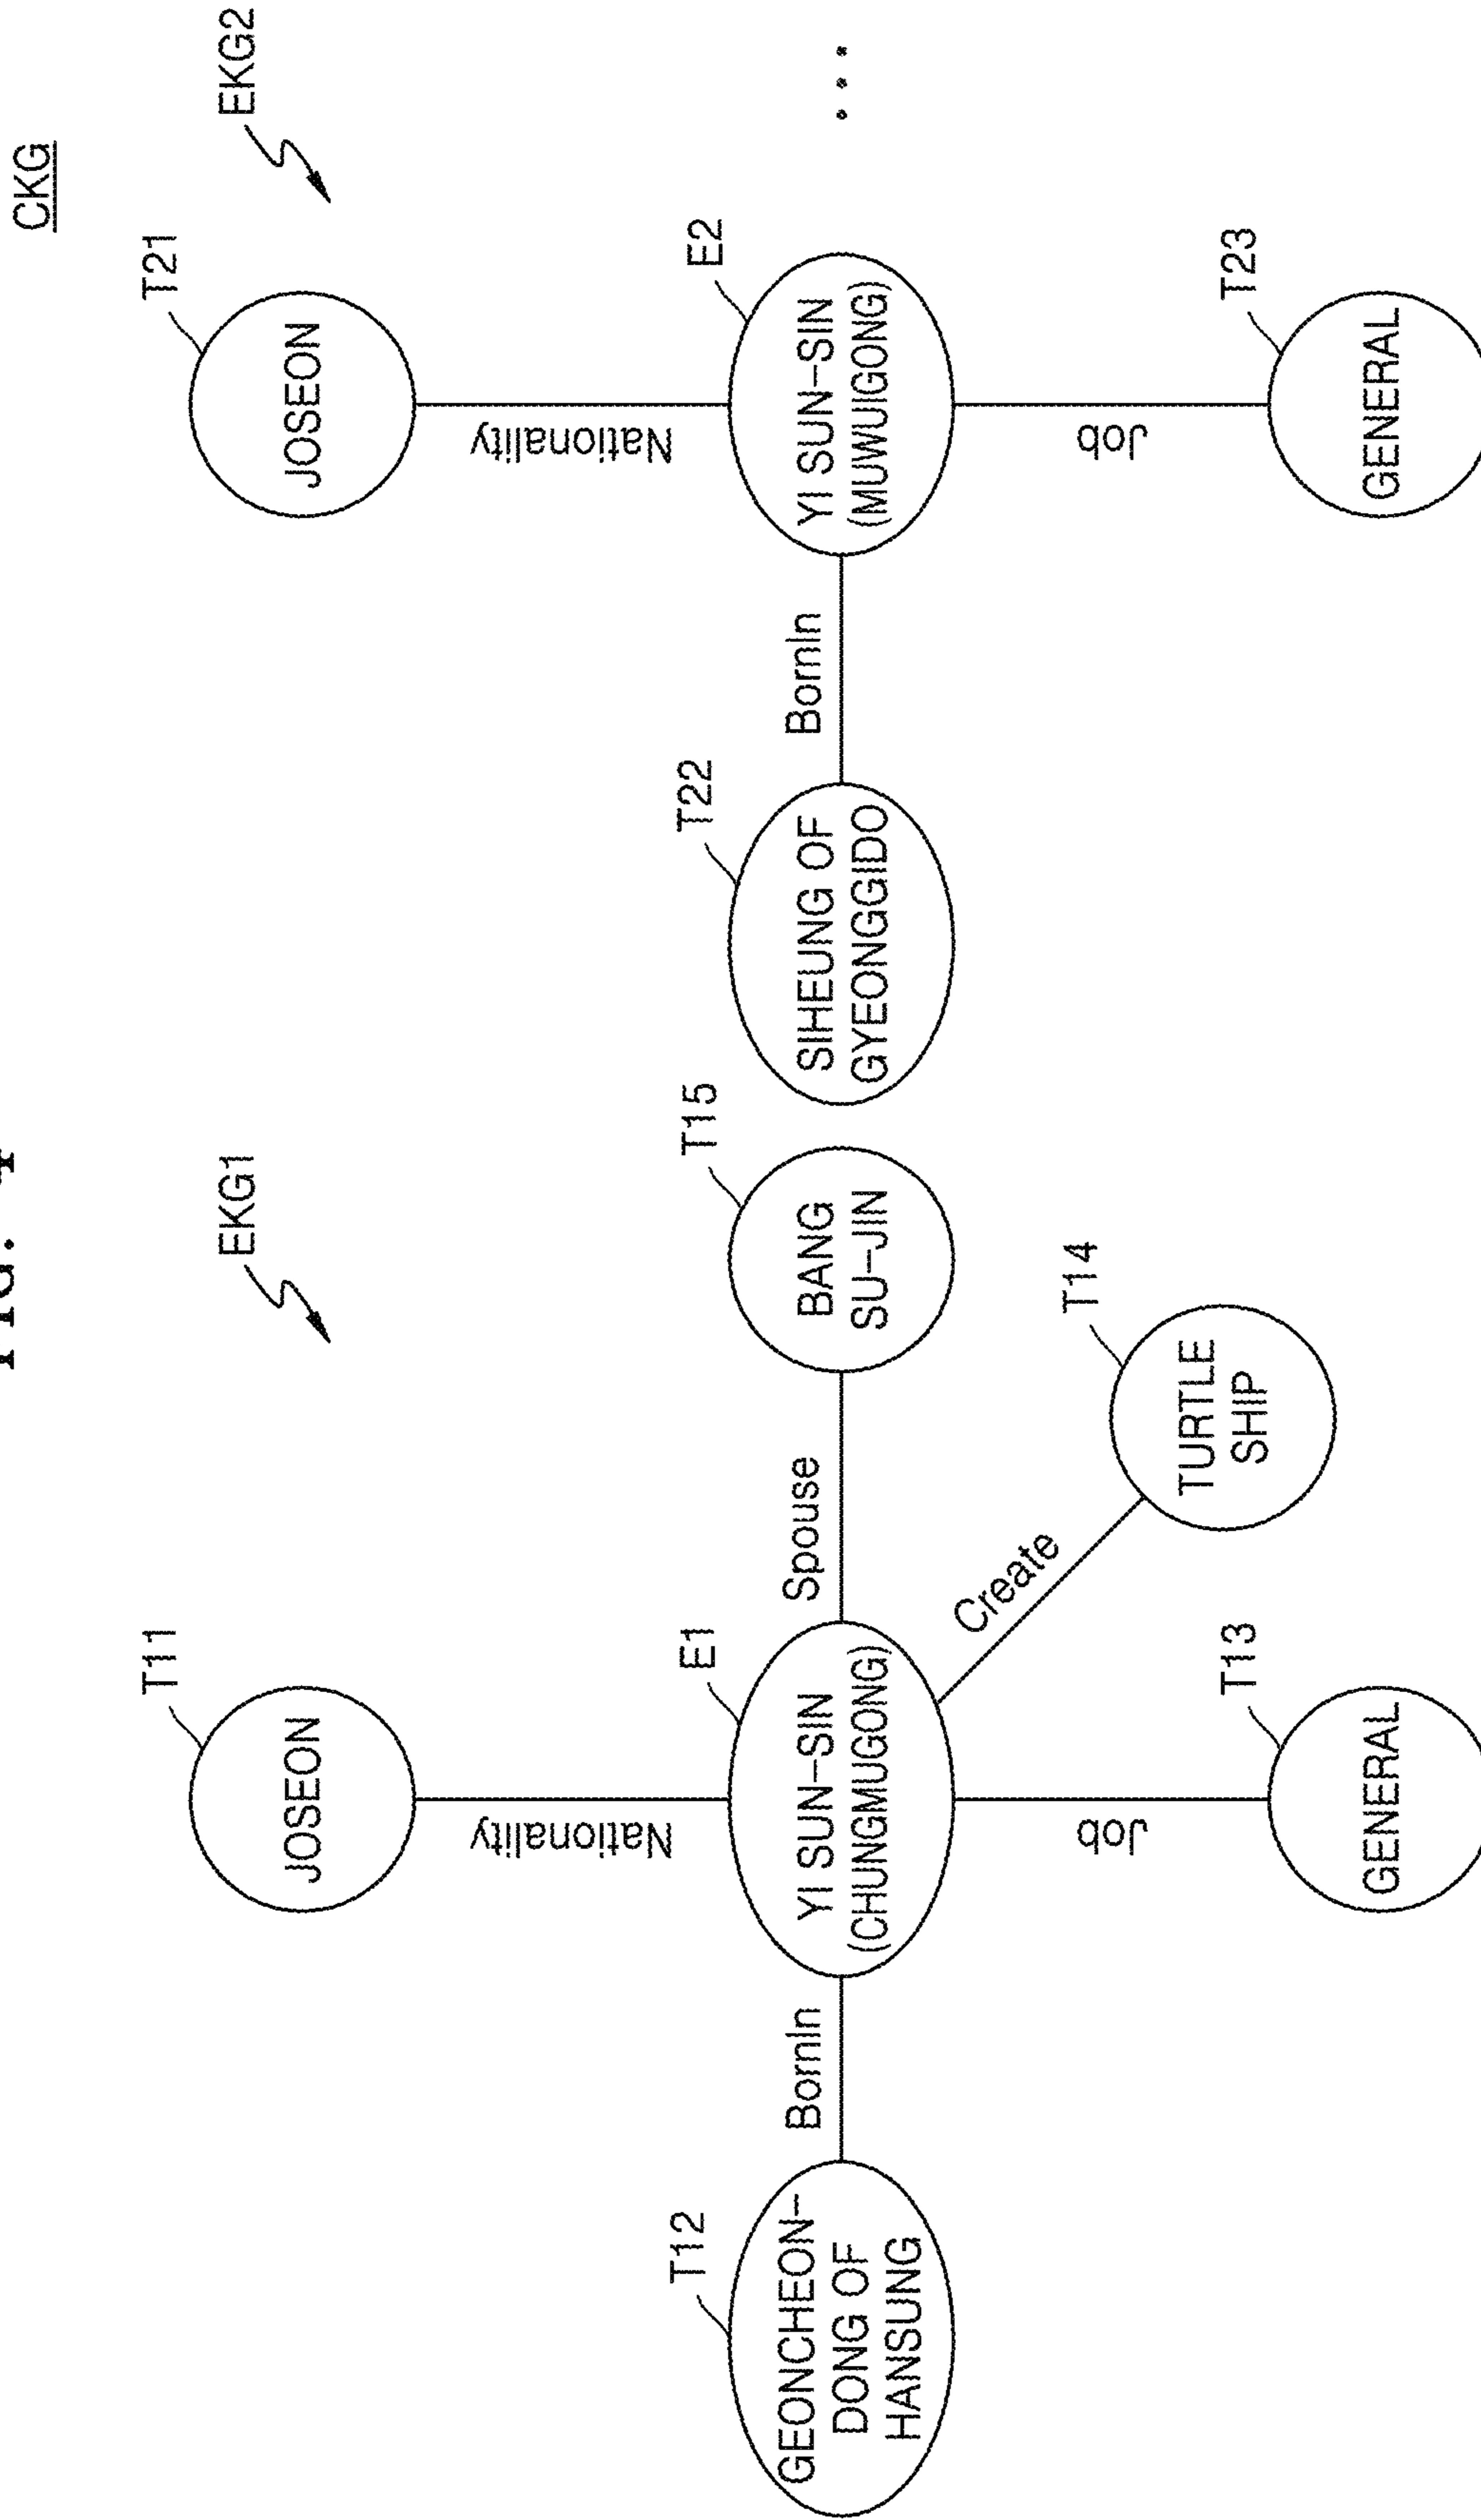 CKG
EKG1
T11
JOSEON
Nationality
T12
GEONCHEON-
DONG OF
HANSUNG
BornIn
E1
YI SUN-SIN
(CHUNGMUGONG)
Spouse
T15
BANG
SU-JIN
Create
T14
TURTLE
SHIP
Job
T13
GENERAL
EKG2
T21
JOSEON
Nationality
T22
SIHEUNG OF
GYEONGGIDO
BornIn
E2
YI SUN-SIN
(MUWUIGONG)
Job
T23
GENERAL